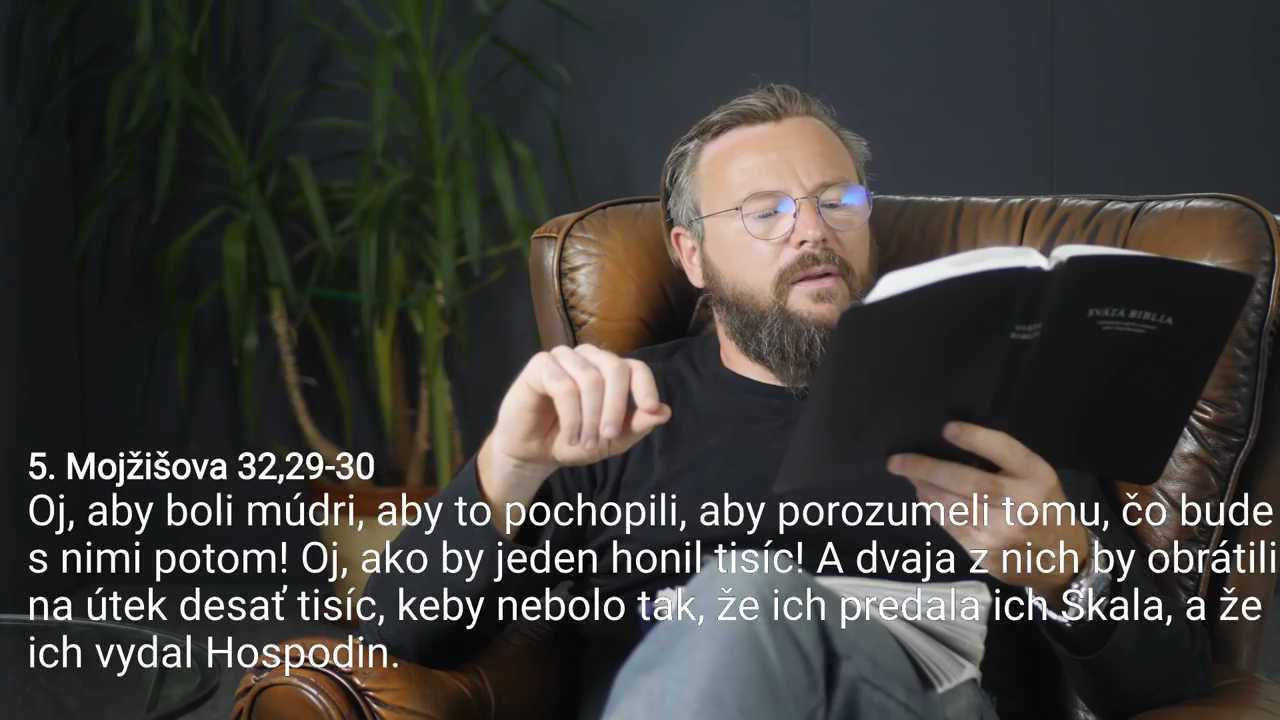 SVÄTÁ BIBLIA
5. Mojžišova 32,29-30
Oj, aby boli múdri, aby to pochopili, aby porozumeli tomu, čo bude
s nimi potom! Oj, ako by jeden honil tisíc! A dvaja z nich by obrátili
na útek desať tisíc, keby nebolo tak, že ich predala ich Skala, a že
ich vydal Hospodin.